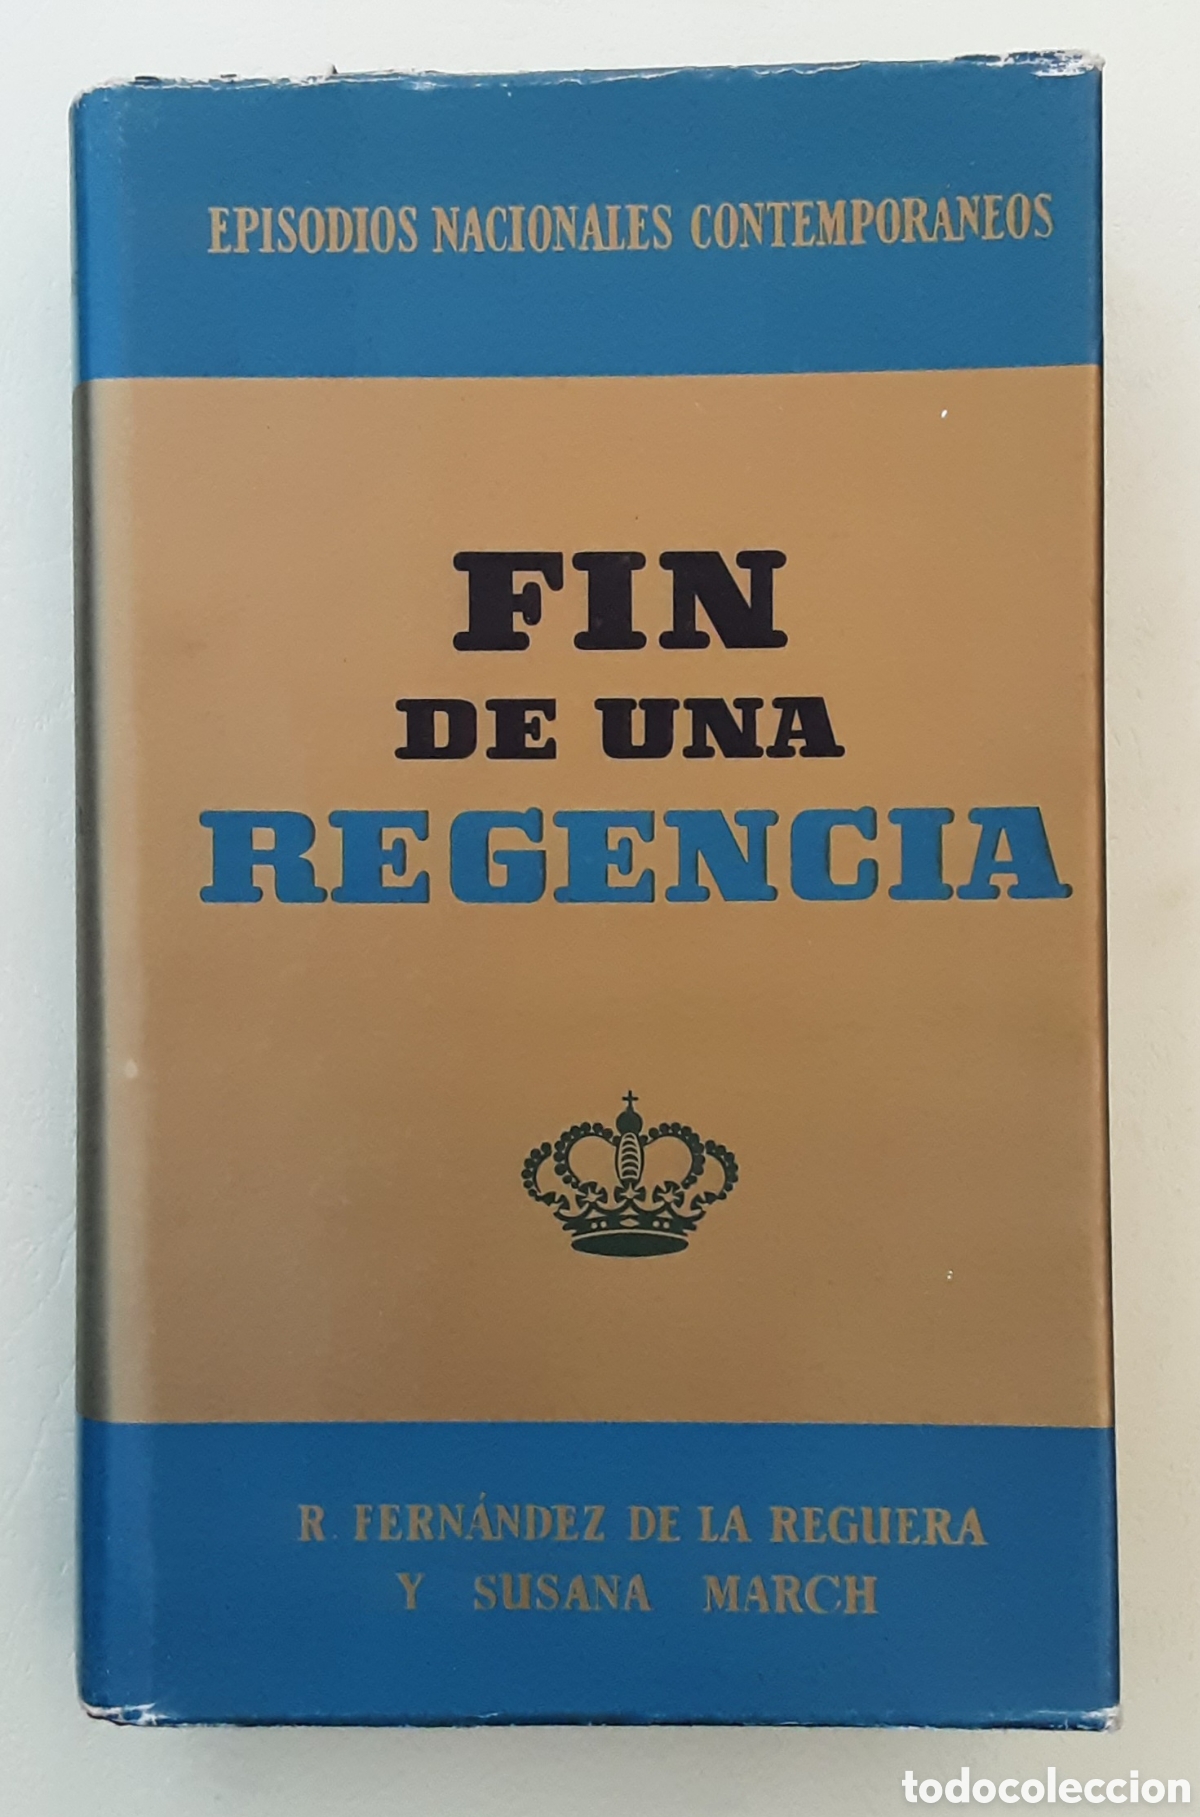 EPISODIOS NACIONALES CONTEMPORANEOS
FIN
DE UNA
REGENCIA
R. FERNÁNDEZ DE LA REGUERA
Y SUSANA MARCH
todocoleccion